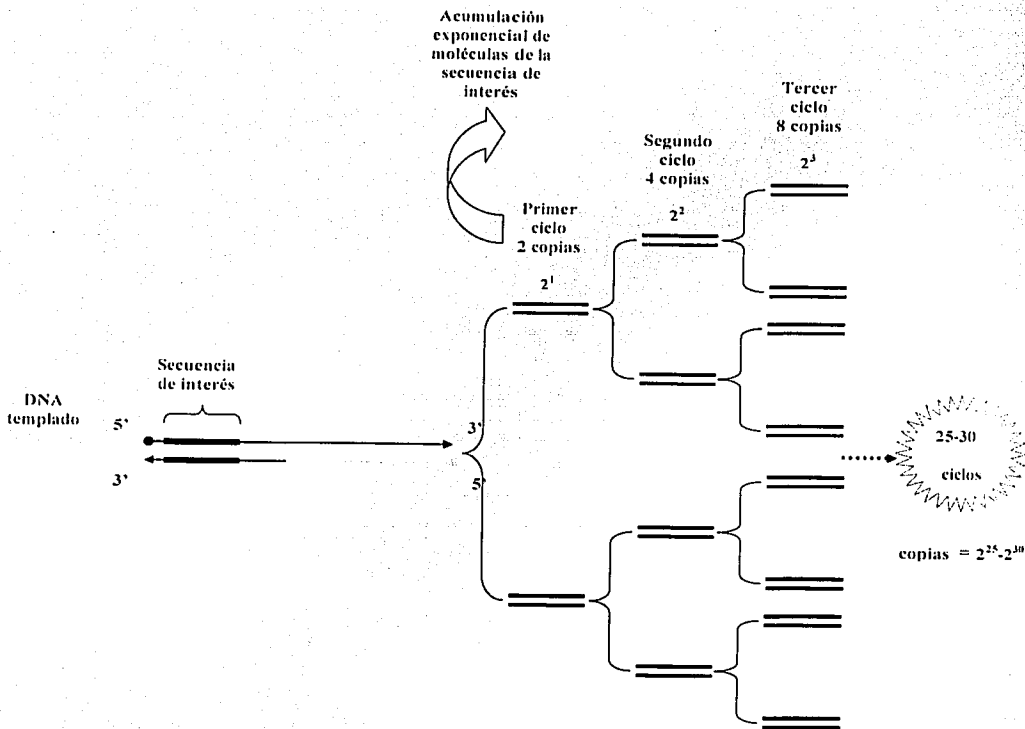 Acumulación
exponencial de
moléculas de la
secuencia de
interés
Tercer
ciclo
8 copias
2³
Segundo
ciclo
4 copias
2²
Primer
ciclo
2 copias
2¹
Secuencia
de interés
DNA
templado
5’
3’
3’
5’
25-30
ciclos
copias = 2²⁵-2³⁰